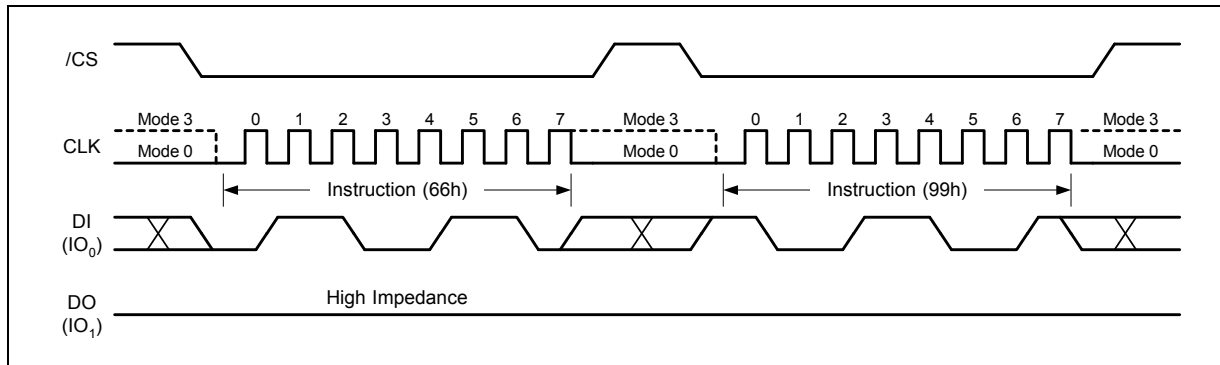 /CS
Mode 3 0 1 2 3 4 5 6 7 Mode 3 0 1 2 3 4 5 6 7 Mode 3
CLK
Mode 0 Mode 0 Mode 0
Instruction (66h) Instruction (99h)
DI
(IO0)
High Impedance
DO
(IO1)